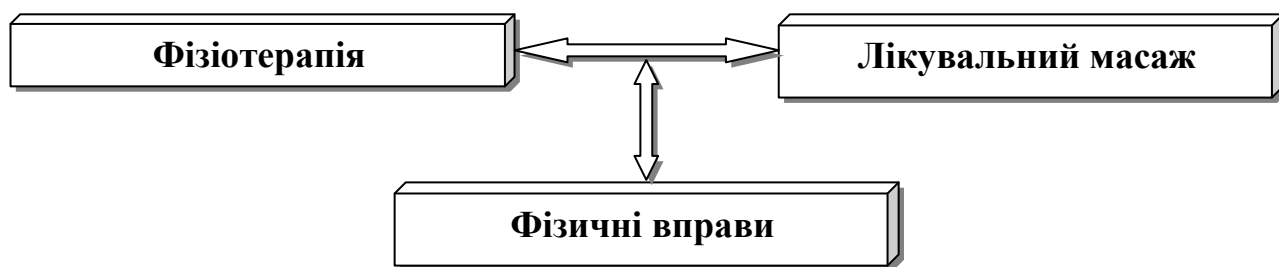 Фізіотерапія
Лікувальний масаж
Фізичні вправи